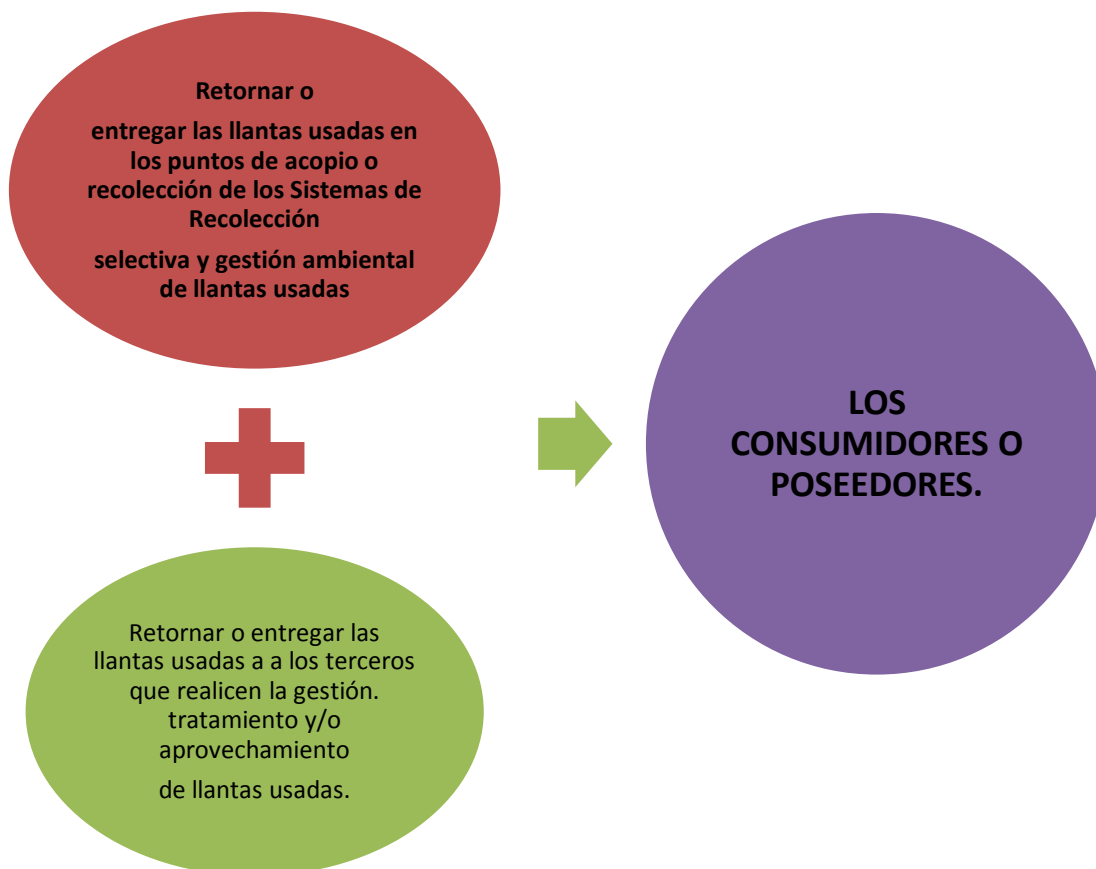 Retornar o
entregar las llantas usadas en
los puntos de acopio o
recolección de los Sistemas de
Recolección
selectiva y gestión ambiental
de llantas usadas
LOS
CONSUMIDORES O
POSEEDORES.
Retornar o entregar las
llantas usadas a a los terceros
que realicen la gestión.
tratamiento y/o
aprovechamiento
de llantas usadas.